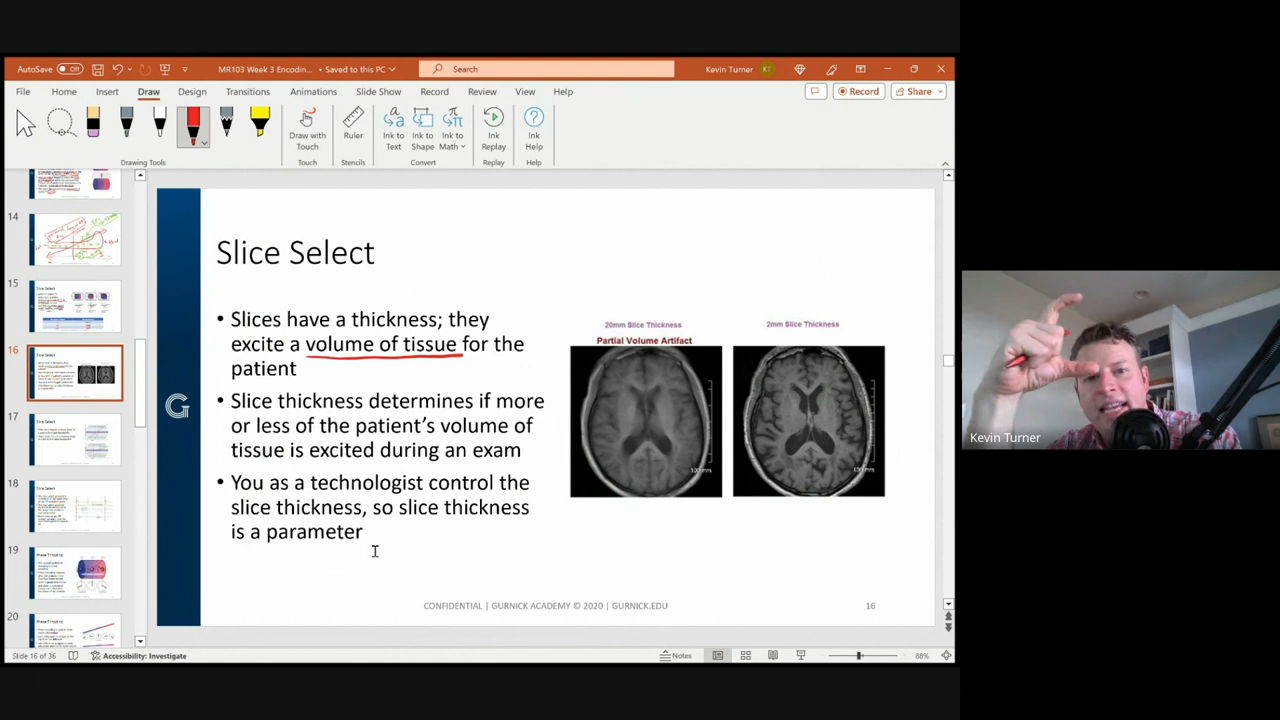 AutoSave Off
MR103 Week 3 Encodin... • Saved to this PC
Search
Kevin Turner
KT
File Home Insert Draw Design Transitions Animations Slide Show Record Review View Help
Record
Share
Draw with Touch
Ruler
Ink to Text
Ink to Shape
Ink to Math
Ink Replay
Ink Help
Drawing Tools
Touch
Stencils
Convert
Replay
Help
14
15
16
17
18
19
20
Slice Select
• Slices have a thickness; they
excite a volume of tissue for the
patient
• Slice thickness determines if more
or less of the patient's volume of
tissue is excited during an exam
• You as a technologist control the
slice thickness, so slice thickness
is a parameter
20mm Slice Thickness
Partial Volume Artifact
2mm Slice Thickness
CONFIDENTIAL | GURNICK ACADEMY © 2020 | GURNICK.EDU
16
Kevin Turner
Slide 16 of 36
Accessibility: Investigate
Notes
88%